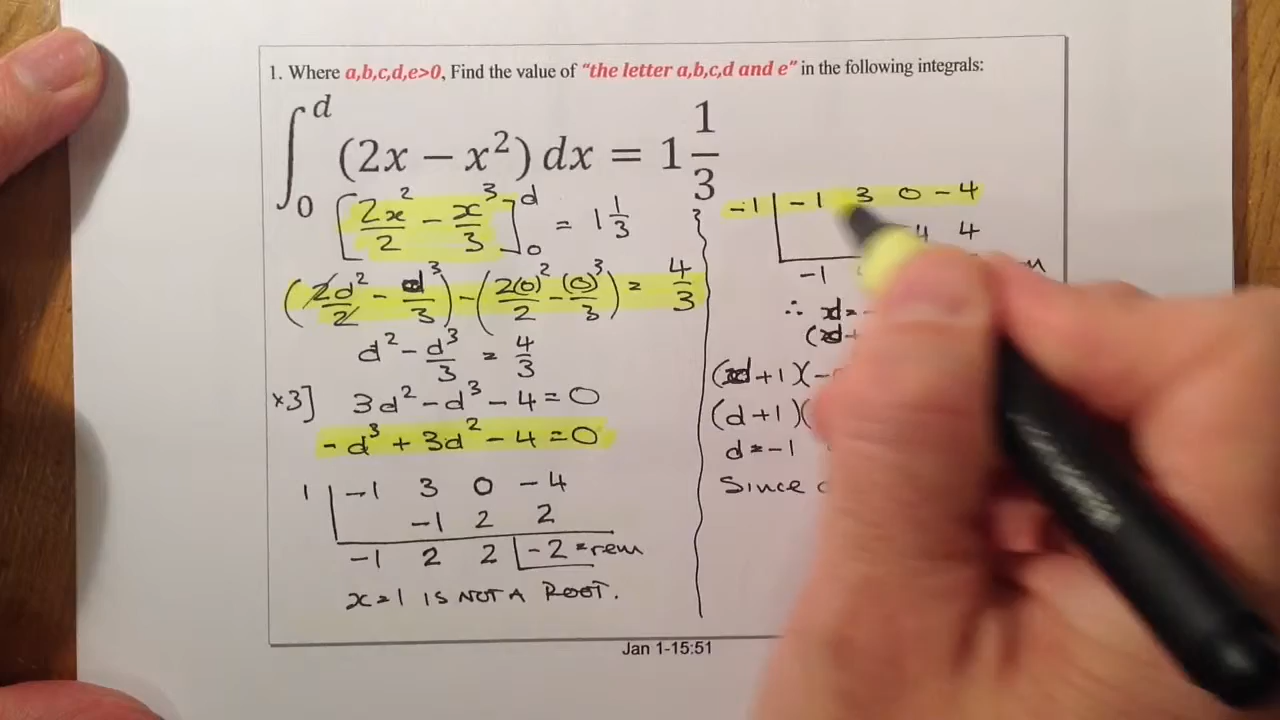 1. Where a,b,c,d,e>0, Find the value of "the letter a,b,c,d and e" in the following integrals:
∫₀ᵈ (2x − x²) dx = 1 1/3
[2x²/2 − x³/3]ᵈ₀ = 1 1/3
(2d²/2 − d³/3) − (2(0)²/2 − (0)³/3) = 4/3
d² − d³/3 = 4/3
×3] 3d² − d³ − 4 = 0
− d³ + 3d² − 4 = 0
1 | −1 3 0 −4
−1 2 2
−1 2 2 | −2 = rem
x=1 IS NOT A ROOT.
−1 | −1 3 0 −4
4
−1
∴ d =
(d+
(d+1)(−
(d+1)(
d = −1
Since
Jan 1-15:51